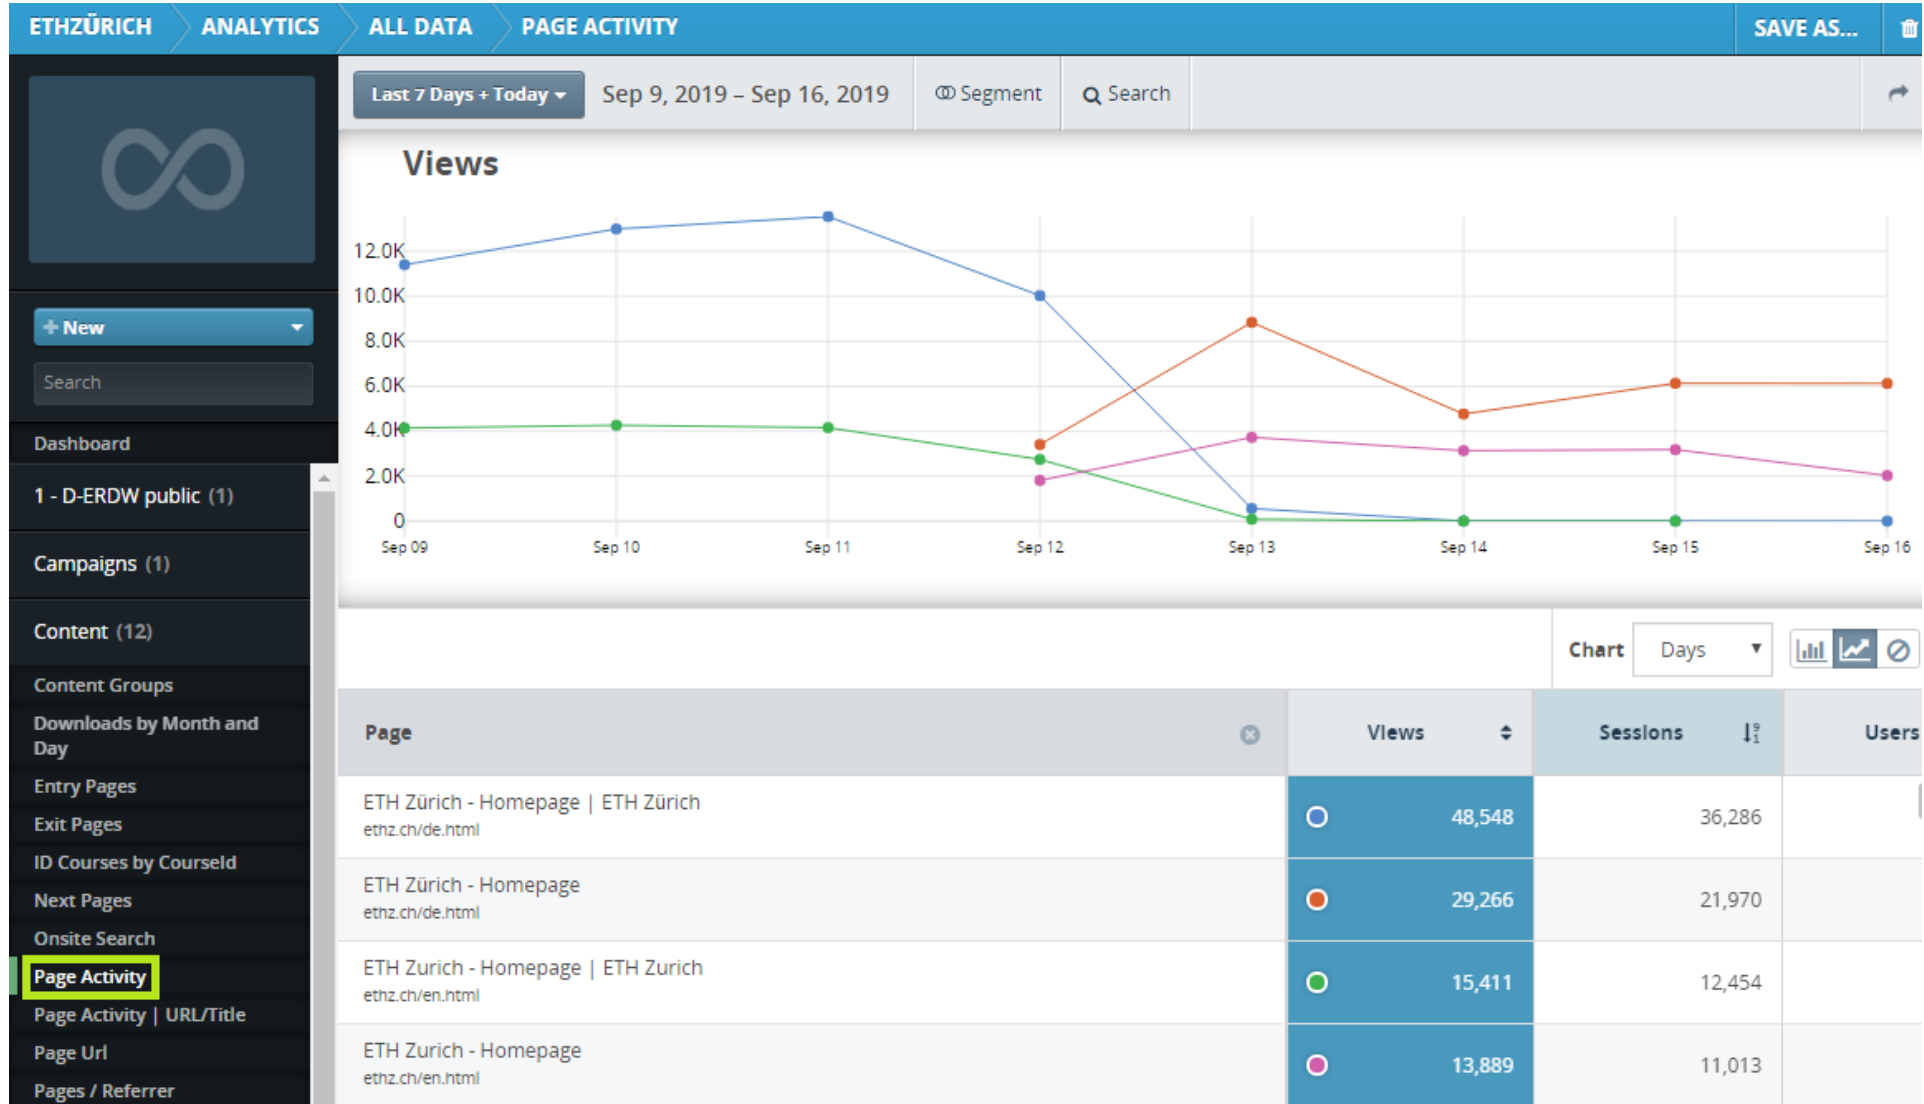 ETHZÜRICH ANALYTICS ALL DATA PAGE ACTIVITY SAVE AS...
Last 7 Days + Today Sep 9, 2019 – Sep 16, 2019 Segment Search
Views
12.0K
10.0K
8.0K
6.0K
4.0K
2.0K
0
Sep 09 Sep 10 Sep 11 Sep 12 Sep 13 Sep 14 Sep 15 Sep 16
New
Search
Dashboard
1 - D-ERDW public (1)
Campaigns (1)
Content (12)
Content Groups
Downloads by Month and
Day
Entry Pages
Exit Pages
ID Courses by CourseId
Next Pages
Onsite Search
Page Activity
Page Activity | URL/Title
Page Url
Pages / Referrer
Chart Days
Page Views Sessions Users
ETH Zürich - Homepage | ETH Zürich
ethz.ch/de.html
48,548 36,286
ETH Zürich - Homepage
ethz.ch/de.html
29,266 21,970
ETH Zurich - Homepage | ETH Zurich
ethz.ch/en.html
15,411 12,454
ETH Zurich - Homepage
ethz.ch/en.html
13,889 11,013